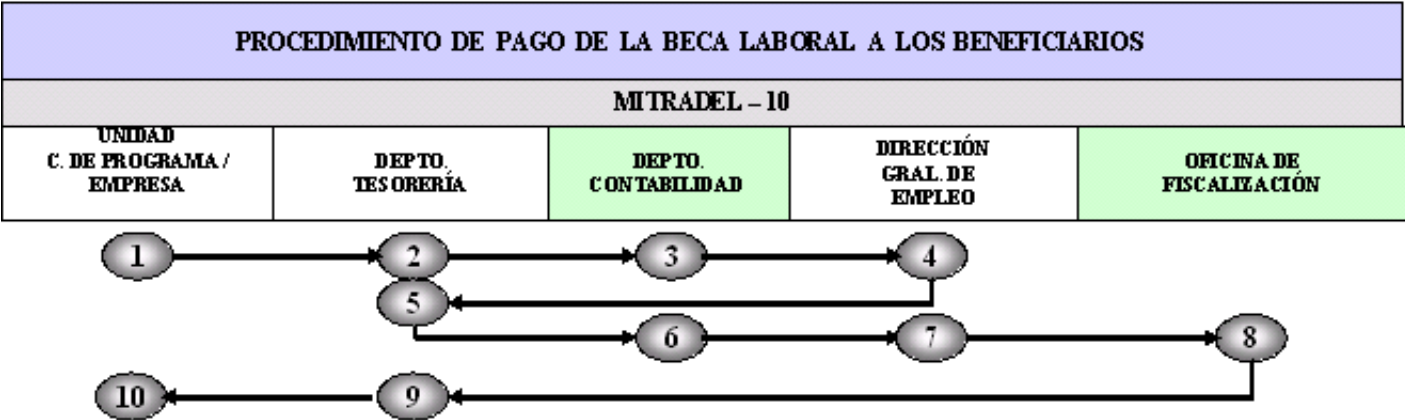 PROCEDIMIENTO DE PAGO DE LA BECA LABORAL A LOS BENEFICIARIOS
MITRADEL – 10
UNIDAD
C. DE PROGRAMA /
EMPRESA
DEPTO.
TESORERÍA
DEPTO.
CONTABILIDAD
DIRECCIÓN
GRAL. DE
EMPLEO
OFICINA DE
FISCALIZACIÓN
1
2
3
4
5
6
7
8
10
9